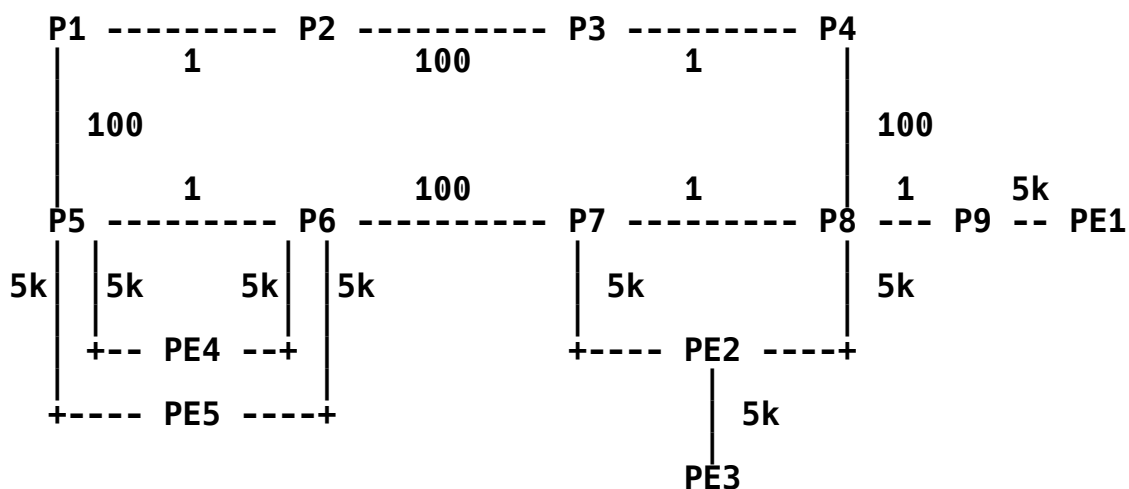 P1 --------- P2 ---------- P3 --------- P4
1 100 1
100 100
1 100 1 1 5k
P5 --------- P6 ---------- P7 --------- P8 --- P9 -- PE1
5k 5k 5k 5k 5k 5k
+-- PE4 --+ +---- PE2 ----+
+---- PE5 ----+ 5k
PE3